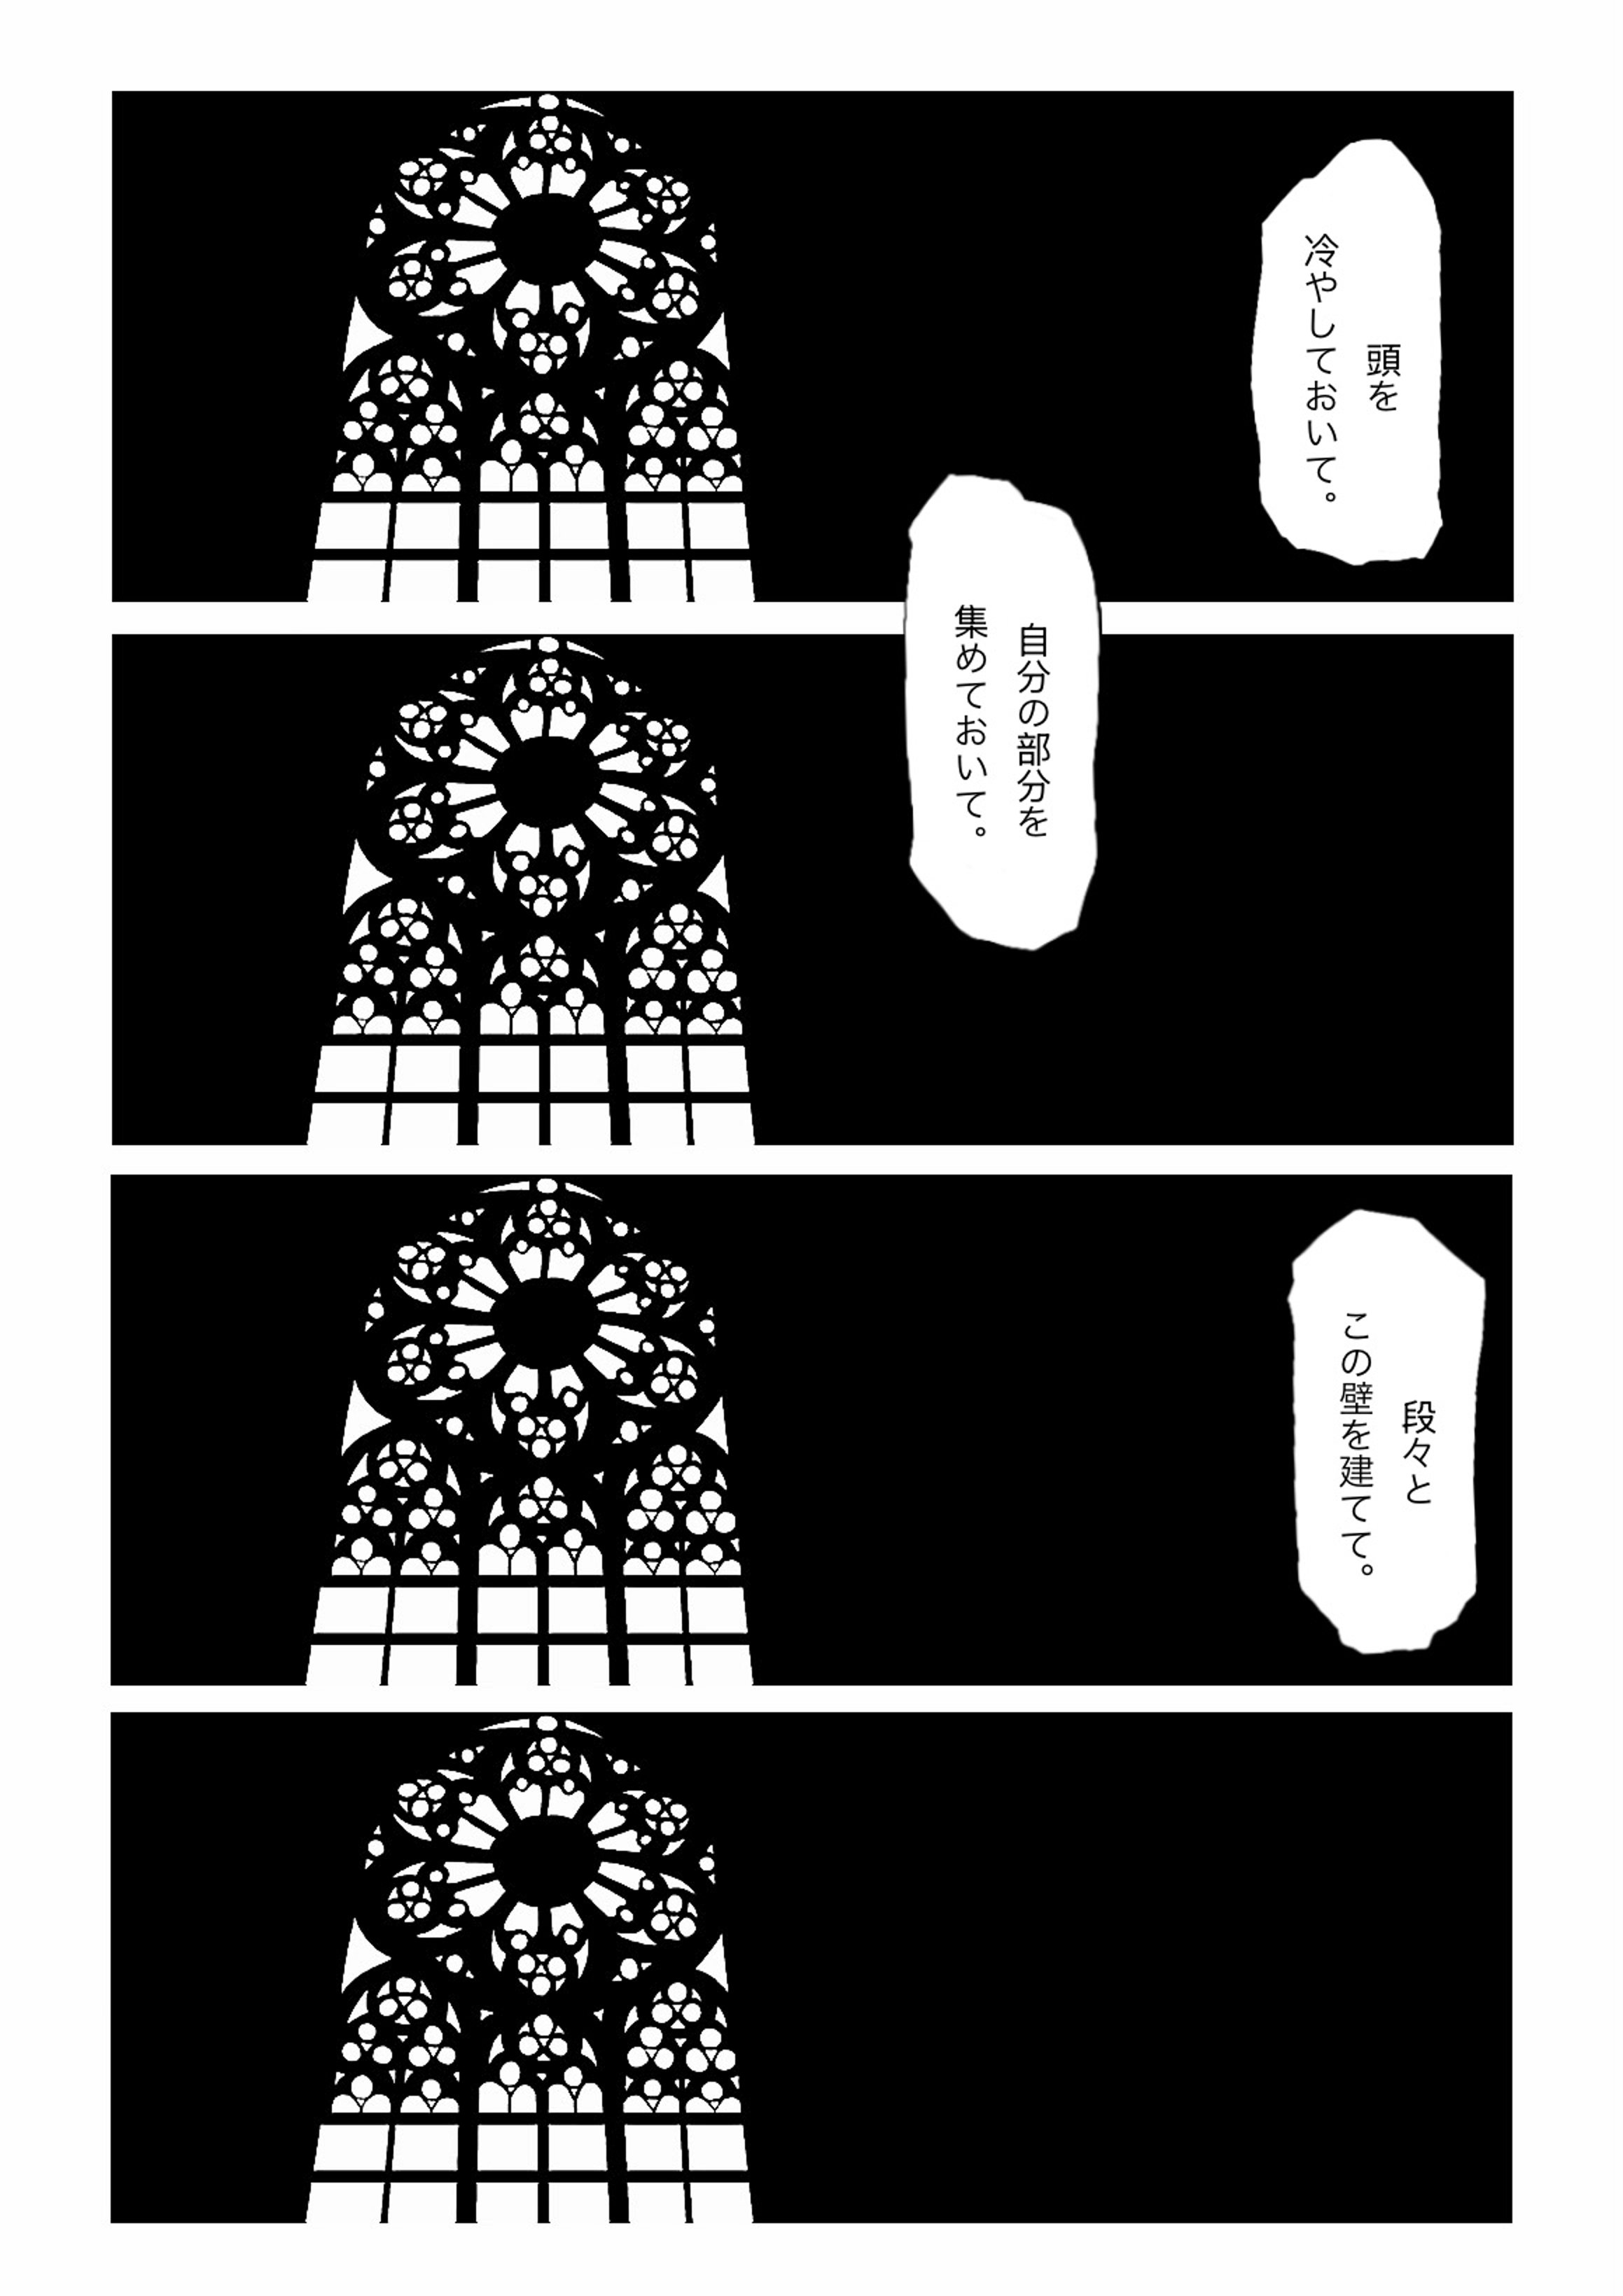 頭を
冷やしておいて。
自分の部分を
集めておいて。
段々と
この壁を建てて。